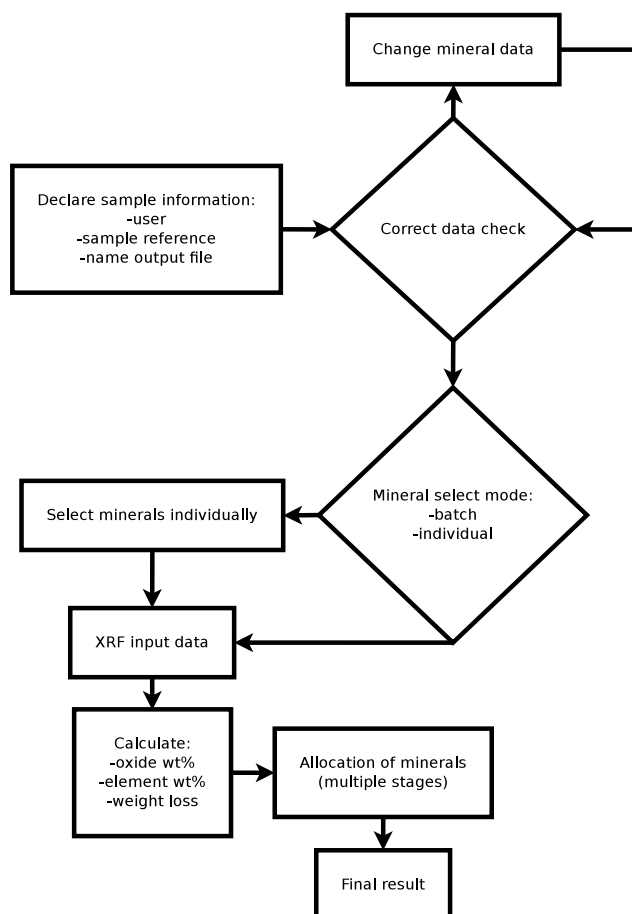 Change mineral data
Declare sample information:
-user
-sample reference
-name output file
Correct data check
Mineral select mode:
-batch
-individual
Select minerals individually
XRF input data
Calculate:
-oxide wt%
-element wt%
-weight loss
Allocation of minerals
(multiple stages)
Final result